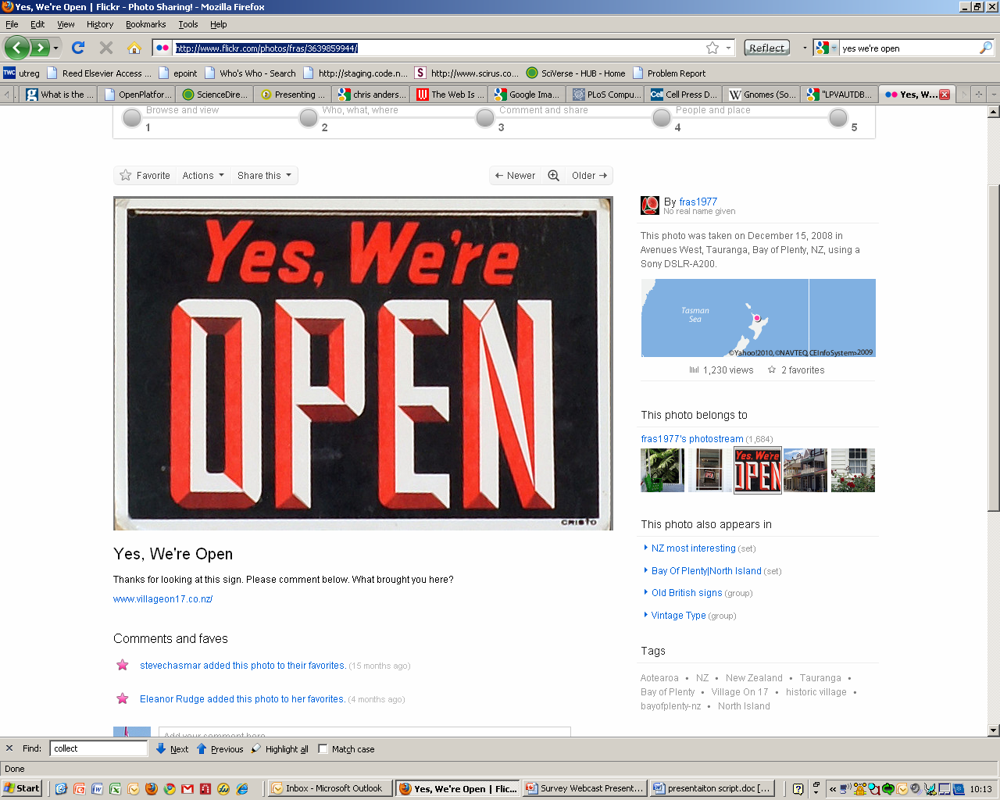 Yes, We're Open | Flickr - Photo Sharing! - Mozilla Firefox
File Edit View History Bookmarks Tools Help
http://www.flickr.com/photos/fras/3639859944/ Reflect yes we're open
utreg Reed Elsevier Access ... epoint Who's Who - Search http://staging.code.n... http://www.scirus.co... SciVerse - HUB - Home Problem Report
What is the ... OpenPlatfor... ScienceDire... Presenting ... chris anders... The Web Is ... Google Ima... PLoS Compu... Cell Press D... Gnomes (So... "LPVAUTDB... Yes, W...
Browse and view Who, what, where Comment and share People and place
1 2 3 4 5
Favorite Actions Share this Newer Older
Yes, We're
OPEN
CRISTO
By fras1977
No real name given
This photo was taken on December 15, 2008 in
Avenues West, Tauranga, Bay of Plenty, NZ, using a
Sony DSLR-A200.
Tasman
Sea
©Yahoo!2010,©NAVTEQ,CEInfoSystem>2009
1,230 views 2 favorites
This photo belongs to
fras1977's photostream (1,684)
Yes, We're
OPEN
This photo also appears in
NZ most interesting (set)
Bay Of Plenty|North Island (set)
Old British signs (group)
Vintage Type (group)
Tags
Aotearoa • NZ • New Zealand • Tauranga •
Bay of Plenty • Village On 17 • historic village •
bayofplenty-nz • North Island
Yes, We're Open
Thanks for looking at this sign. Please comment below. What brought you here?
www.villageon17.co.nz/
Comments and faves
stevechasmar added this photo to their favorites. (15 months ago)
Eleanor Rudge added this photo to her favorites. (4 months ago)
Add your comment here
Find: collect Next Previous Highlight all Match case
Done
Start Inbox - Microsoft Outlook Yes, We're Open | Flic... Survey Webcast Present... presentaiton script.doc [... 10:13